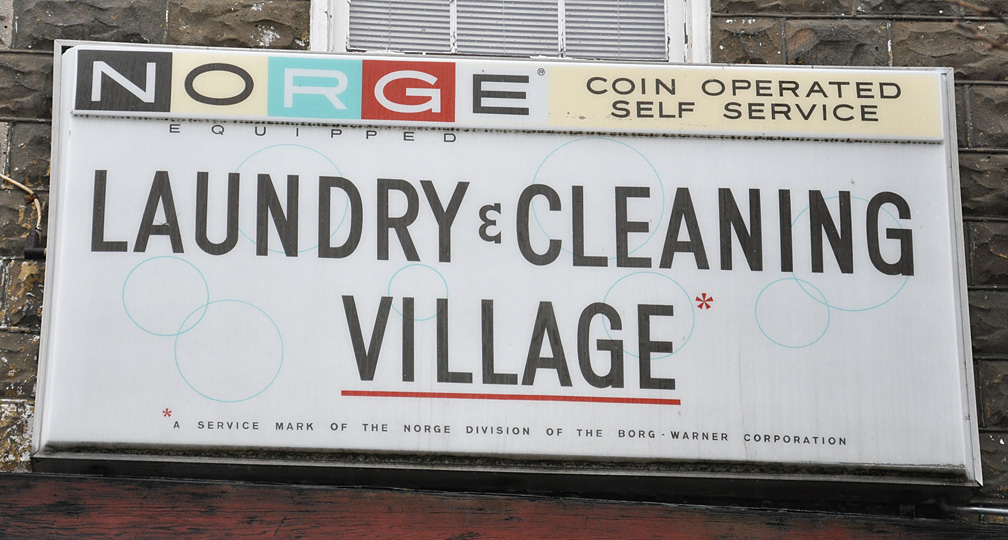 NORGE®
EQUIPPED
COIN OPERATED
SELF SERVICE
LAUNDRY & CLEANING
VILLAGE*
*A SERVICE MARK OF THE NORGE DIVISION OF THE BORG-WARNER CORPORATION